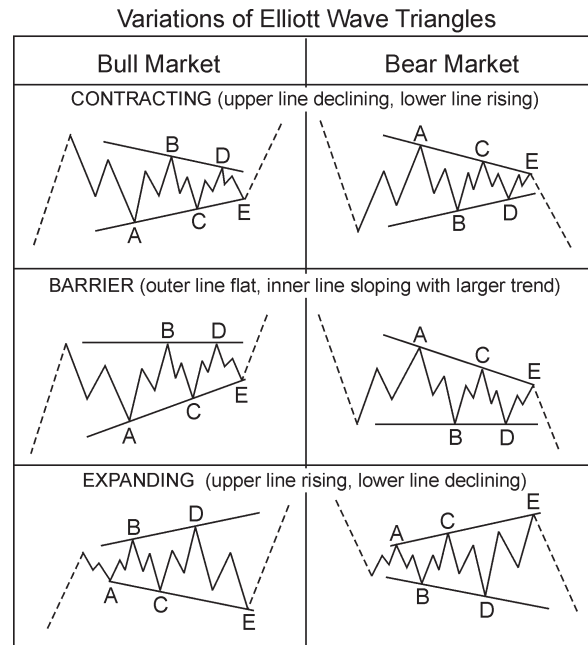 Variations of Elliott Wave Triangles
Bull Market
Bear Market
CONTRACTING (upper line declining, lower line rising)
B
D
A
C
E
A
C
E
B
D
BARRIER (outer line flat, inner line sloping with larger trend)
B
D
A
C
E
A
C
E
B
D
EXPANDING (upper line rising, lower line declining)
B
D
A
C
E
A
C
E
B
D